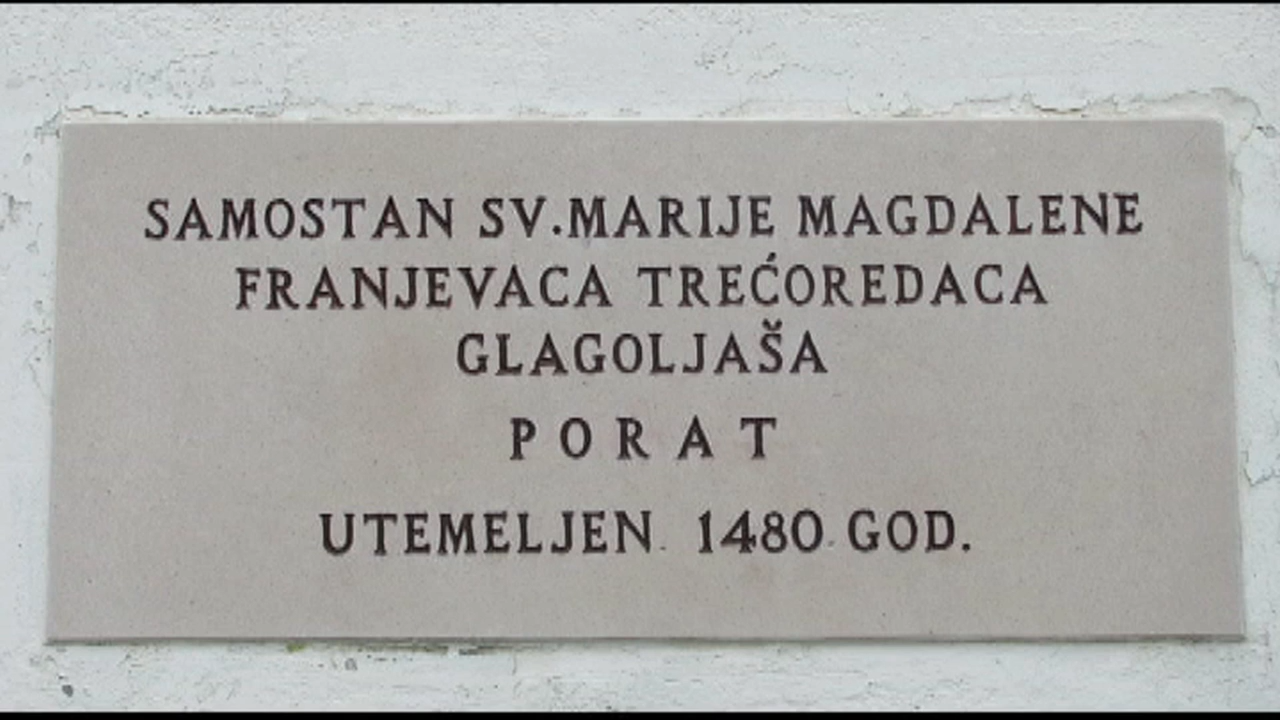 SAMOSTAN SV.MARIJE MAGDALENE
FRANJEVACA TREĆOREDACA
GLAGOLJAŠA
PORAT
UTEMELJEN 1480 GOD.